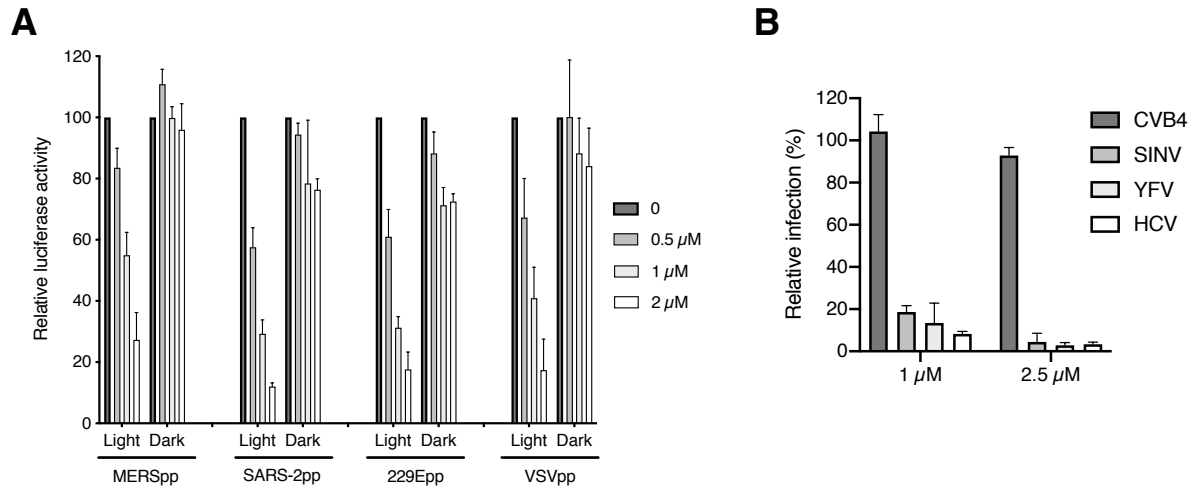 A
Relative luciferase activity
120
100
80
60
40
20
0
Light Dark Light Dark Light Dark Light Dark
MERSpp SARS-2pp 229Epp VSVpp
0
0.5 µM
1 µM
2 µM
B
Relative infection (%)
120
100
80
60
40
20
0
1 µM 2.5 µM
CVB4
SINV
YFV
HCV